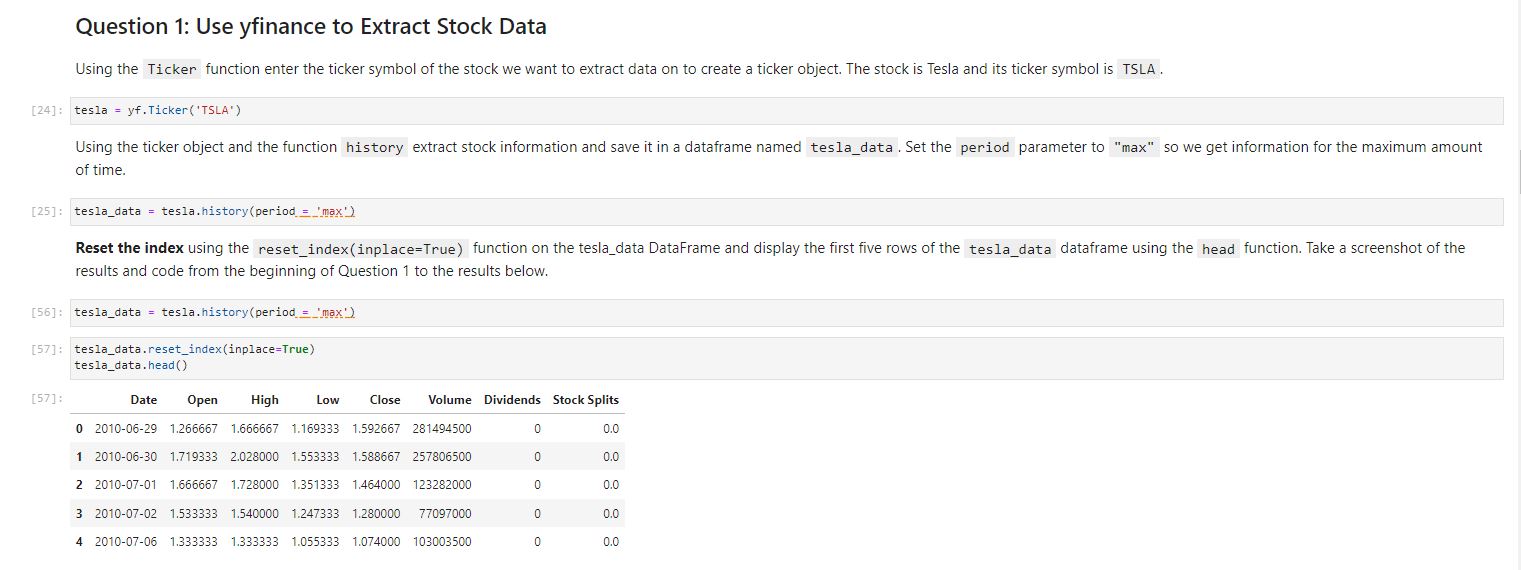 Question 1: Use yfinance to Extract Stock Data
Using the Ticker function enter the ticker symbol of the stock we want to extract data on to create a ticker object. The stock is Tesla and its ticker symbol is TSLA .
[24]: tesla = yf.Ticker('TSLA')
Using the ticker object and the function history extract stock information and save it in a dataframe named tesla_data . Set the period parameter to "max" so we get information for the maximum amount
of time.
[25]: tesla_data = tesla.history(period = 'max')
Reset the index using the reset_index(inplace=True) function on the tesla_data DataFrame and display the first five rows of the tesla_data dataframe using the head function. Take a screenshot of the
results and code from the beginning of Question 1 to the results below.
[56]: tesla_data = tesla.history(period = 'max')
[57]: tesla_data.reset_index(inplace=True)
tesla_data.head()
[57]: Date Open High Low Close Volume Dividends Stock Splits
0 2010-06-29 1.266667 1.666667 1.169333 1.592667 281494500 0 0.0
1 2010-06-30 1.719333 2.028000 1.553333 1.588667 257806500 0 0.0
2 2010-07-01 1.666667 1.728000 1.351333 1.464000 123282000 0 0.0
3 2010-07-02 1.533333 1.540000 1.247333 1.280000 77097000 0 0.0
4 2010-07-06 1.333333 1.333333 1.055333 1.074000 103003500 0 0.0